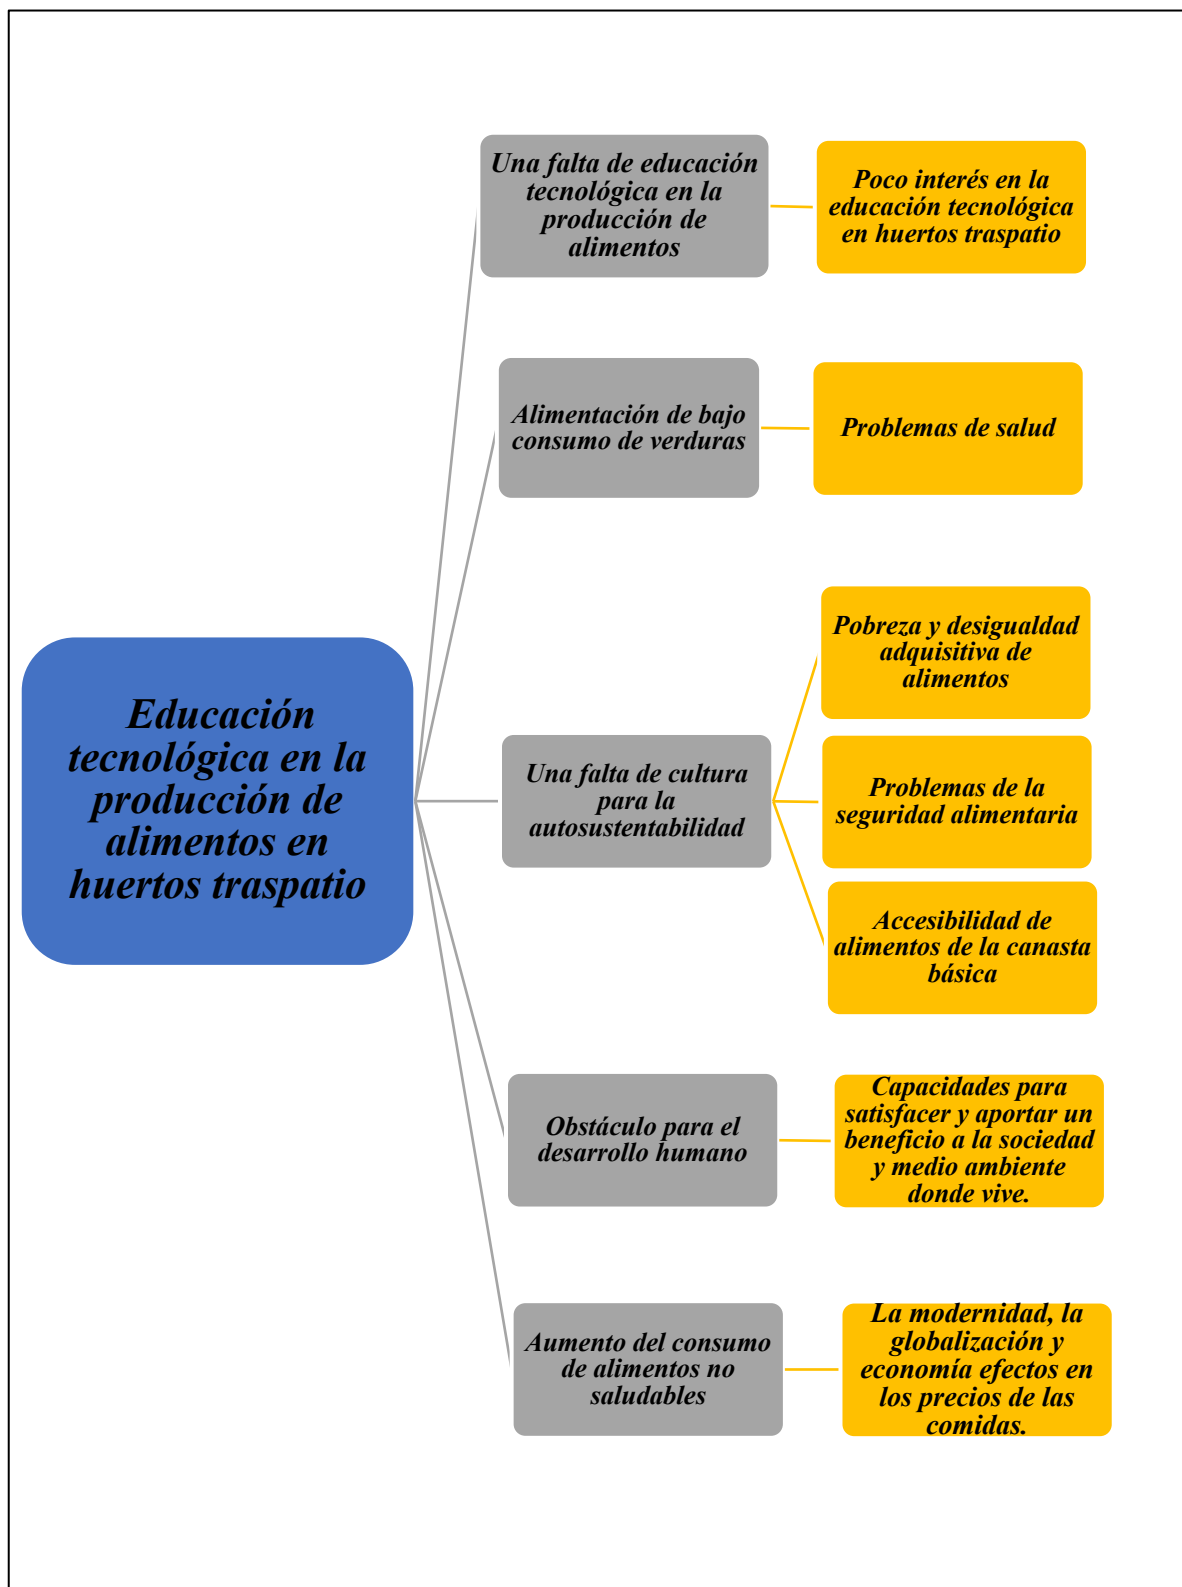 Una falta de educación
tecnológica en la
producción de
alimentos
Poco interés en la
educación tecnológica
en huertos traspatio
Alimentación de bajo
consumo de verduras
Problemas de salud
Educación
tecnológica en la
producción de
alimentos en
huertos traspatio
Una falta de cultura
para la
autosustentabilidad
Pobreza y desigualdad
adquisitiva de
alimentos
Problemas de la
seguridad alimentaria
Accesibilidad de
alimentos de la canasta
básica
Obstáculo para el
desarrollo humano
Capacidades para
satisfacer y aportar un
beneficio a la sociedad
y medio ambiente
donde vive.
Aumento del consumo
de alimentos no
saludables
La modernidad, la
globalización y
economía efectos en
los precios de las
comidas.